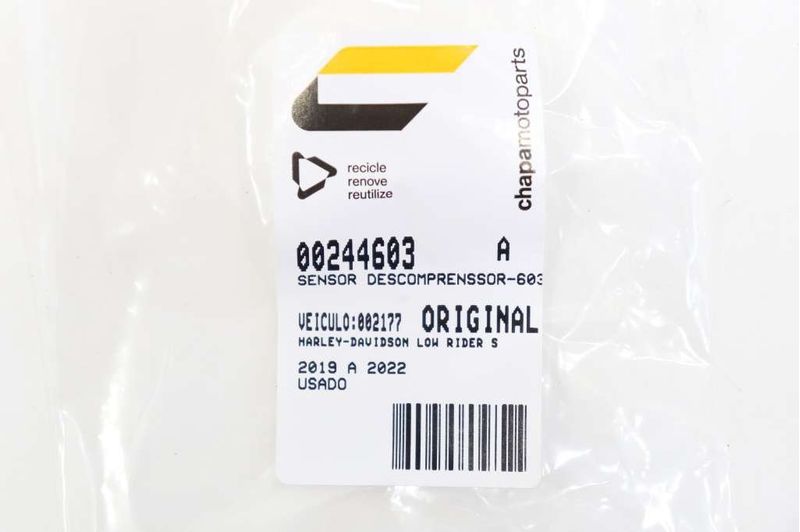 chapamotoparts
recicle
renove
reutilize
00244603 A
SENSOR DESCOMPRENSSOR-603
VEICULO:002177 ORIGINAL
HARLEY-DAVIDSON LOW RIDER S
2019 A 2022
USADO